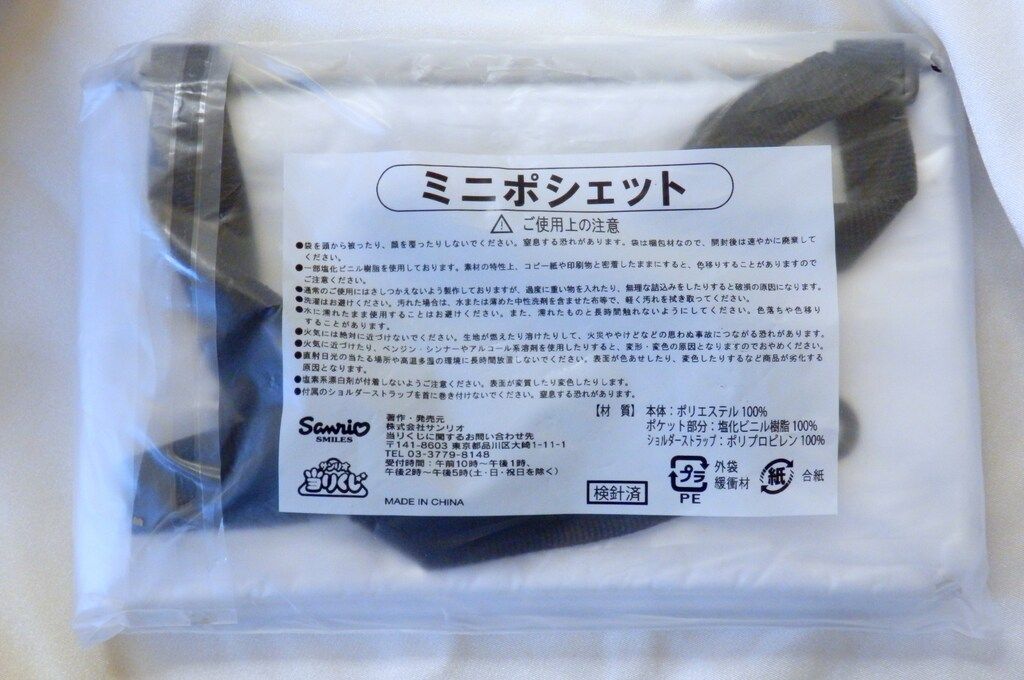 ミニポシェット
ご使用上の注意
●袋を頭から被ったり、顔を覆ったりしないでください。窒息する恐れがあります。袋は梱包材なので、開封後は速やかに廃棄して
ください。
●一部塩化ビニル樹脂を使用しております。素材の特性上、コピー紙や印刷物と密着したままにすると、色移りすることがありますので
ご注意ください。
●通常のご使用にはさしつかえないよう製作しておりますが、過度に重い物を入れたり、無理な詰込みをしたりすると破損の原因になります。
●洗濯はお避けください。汚れた場合は、水または薄めた中性洗剤を含ませた布等で、軽く汚れを拭き取ってください。
●水に濡れたまま使用することはお避けください。また、濡れたものと長時間触れないようにしてください。色落ちや色移り
することがあります。
●火気には絶対に近づけないでください。生地が燃えたり溶けたりして、火災ややけどなどの思わぬ事故につながる恐れがあります。
●火気に近づけたり、ベンジン・シンナーやアルコール系溶剤を使用したりすると、変形・変色の原因となりますのでおやめください。
●直射日光の当たる場所や高温多湿の環境に長時間放置しないでください。表面が色あせしたり、変色したりするなど商品が劣化する
原因となります。
●塩素系漂白剤が付着しないようご注意ください。表面が変質したり変色したりします。
●付属のショルダーストラップを首に巻き付けないでください。窒息する恐れがあります。
Sanrio
SMILES
サンリオ
当りくじ
著作・発売元
株式会社サンリオ
当りくじに関するお問い合わせ先
〒141-8603 東京都品川区大崎1-11-1
TEL 03-3779-8148
受付時間：午前10時～午後1時、
午後2時～午後5時(土・日・祝日を除く)
MADE IN CHINA
【材 質】 本体：ポリエステル 100%
ポケット部分：塩化ビニル樹脂 100%
ショルダーストラップ：ポリプロピレン 100%
検針済
プラ
PE
外袋
緩衝材
紙
台紙